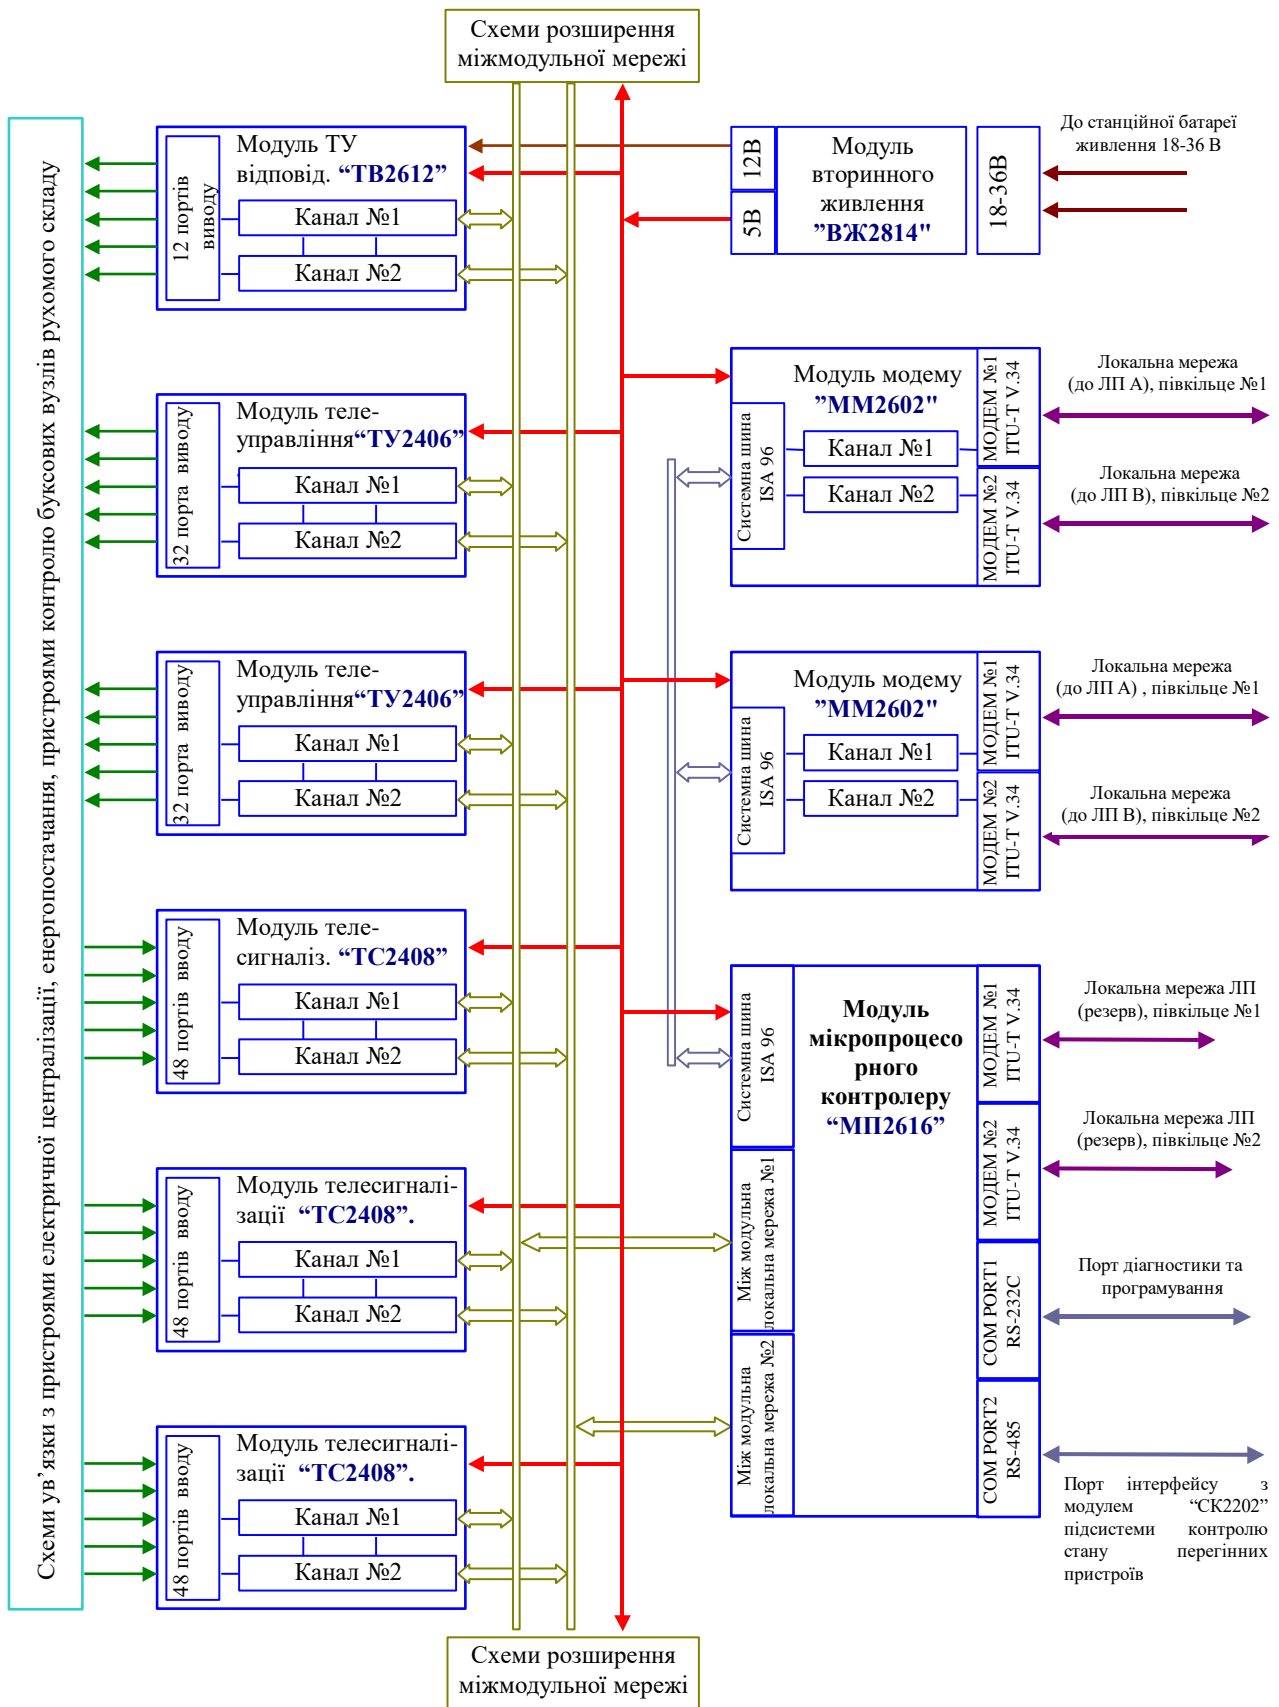 Схеми розширення
міжмодульної мережі
Схеми ув’язки з пристроями електричної централізації, енергопостачання, пристроями контролю буксових вузлів рухомого складу
12 портів
виводу
Модуль ТУ
відповід. “ТВ2612”
Канал №1
Канал №2
12В
5В
Модуль
вторинного
живлення
”ВЖ2814"
18-36В
До станційної батареї
живлення 18-36 В
32 порта виводу
Модуль теле-
управління“ТУ2406”
Канал №1
Канал №2
Системна шина
ISA 96
Модуль модему
”ММ2602"
Канал №1
Канал №2
МОДЕМ №1
ITU-T V.34
МОДЕМ №2
ITU-T V.34
Локальна мережа
(до ЛП А), півкільце №1
Локальна мережа
(до ЛП В), півкільце №2
32 порта виводу
Модуль теле-
управління“ТУ2406”
Канал №1
Канал №2
Системна шина
ISA 96
Модуль модему
”ММ2602"
Канал №1
Канал №2
МОДЕМ №1
ITU-T V.34
МОДЕМ №2
ITU-T V.34
Локальна мережа
(до ЛП А) , півкільце №1
Локальна мережа
(до ЛП В), півкільце №2
48 портів вводу
Модуль теле-
сигналіз. “ТС2408”
Канал №1
Канал №2
48 портів вводу
Модуль телесигналі-
зації “ТС2408”.
Канал №1
Канал №2
48 портів вводу
Модуль телесигналі-
зації “ТС2408”.
Канал №1
Канал №2
Системна шина
ISA 96
Між модульна
локальна мережа №1
Між модульна
локальна мережа №2
Модуль
мікропроцесо
рного
контролеру
“МП2616”
МОДЕМ №1
ITU-T V.34
МОДЕМ №2
ITU-T V.34
COM PORT1
RS-232C
COM PORT2
RS-485
Локальна мережа ЛП
(резерв), півкільце №1
Локальна мережа ЛП
(резерв), півкільце №2
Порт діагностики та
програмування
Порт інтерфейсу з
модулем “СК2202”
підсистеми контролю
стану перегінних
пристроїв
Схеми розширення
міжмодульної мережі